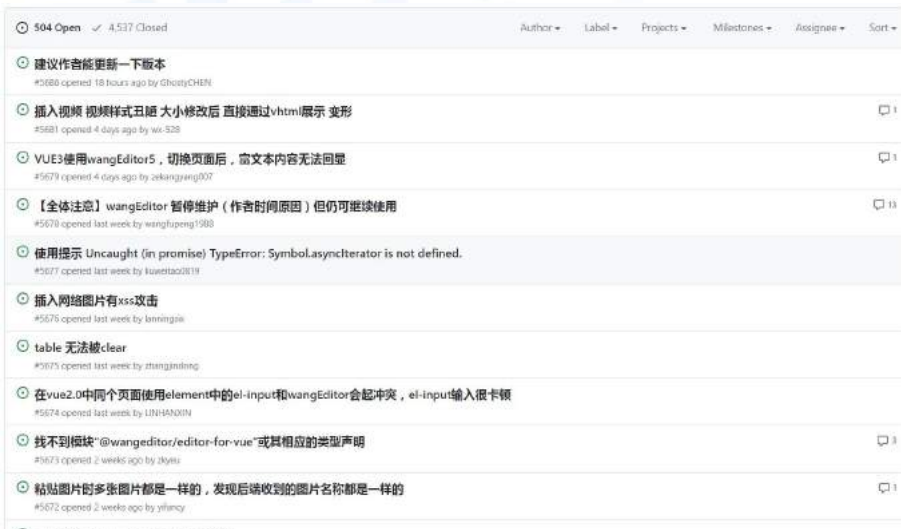 504 Open 4,537 Closed Author Label Projects Milestones Assignee Sort
建议作者能更新一下版本
#5686 opened 18 hours ago by GhostyCHEN
插入视频 视频样式丑陋 大小修改后 直接通过vhtml展示 变形
1
#5681 opened 4 days ago by wx-528
VUE3使用wangEditor5，切换页面后，富文本内容无法回显
1
#5679 opened 4 days ago by zekangyang007
【全体注意】wangEditor 暂停维护（作者时间原因）但仍可继续使用
13
#5678 opened last week by wangfupeng1988
使用提示 Uncaught (in promise) TypeError: Symbol.asyncIterator is not defined.
#5677 opened last week by
插入网络图片有xss攻击
#5676 opened last week by
table 无法被clear
#5675 opened last week by
在vue2.0中同个页面使用element中的el-input和wangEditor会起冲突，el-input输入很卡顿
#5674 opened last week by LINHANXIN
找不到模块"@wangeditor/editor-for-vue"或其相应的类型声明
3
#5673 opened 2 weeks ago by
粘贴图片时多张图片都是一样的，发现后端收到的图片名称都是一样的
1
#5672 opened 2 weeks ago by yifancy